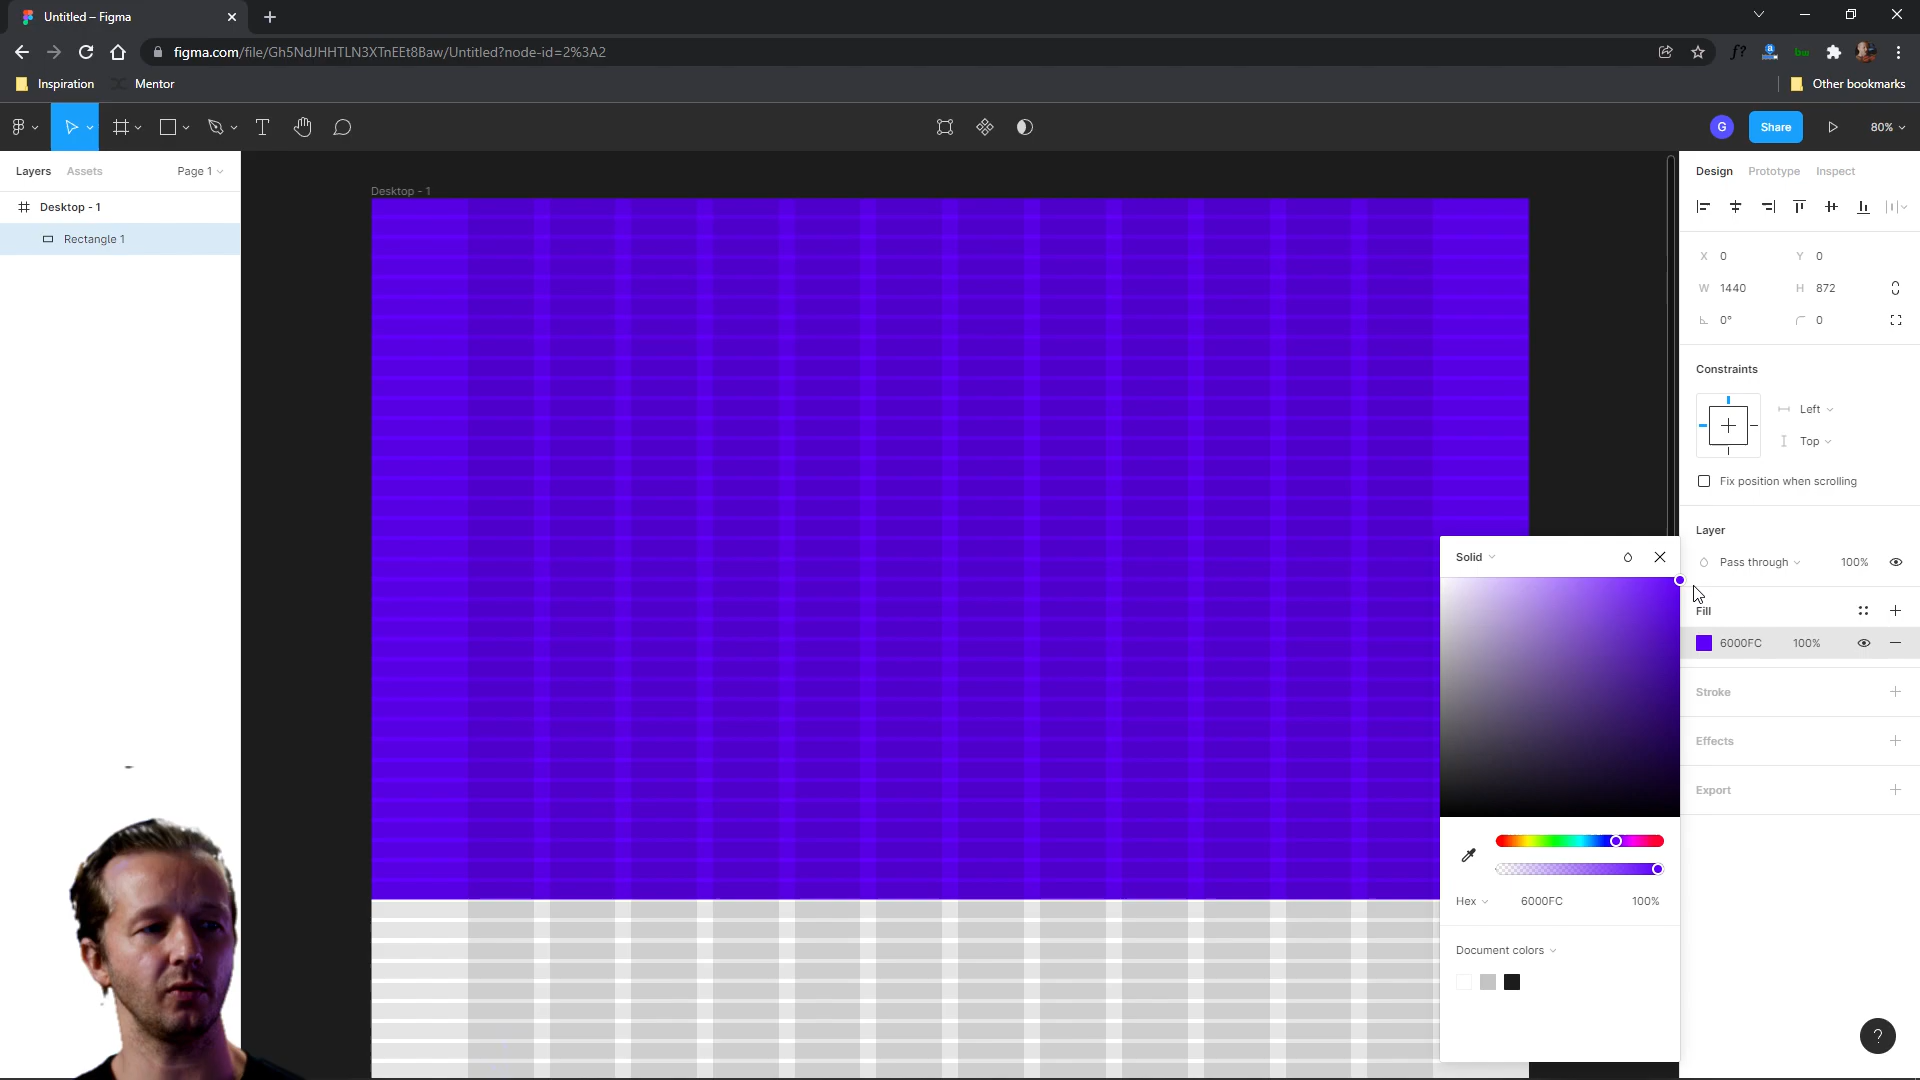 Untitled – Figma
figma.com/file/Gh5NdJHHTLN3XTnEEt8Baw/Untitled?node-id=2%3A2
f?
bw
Inspiration
Mentor
Other bookmarks
G
Share
80%
Layers
Assets
Page 1
Design
Prototype
Inspect
Desktop - 1
Desktop - 1
Rectangle 1
X 0
Y 0
W 1440
H 872
0°
0
Constraints
Left
Top
Fix position when scrolling
Layer
Pass through
100%
Solid
Fill
6000FC
100%
Stroke
Effects
Export
Hex
6000FC
100%
Document colors
?